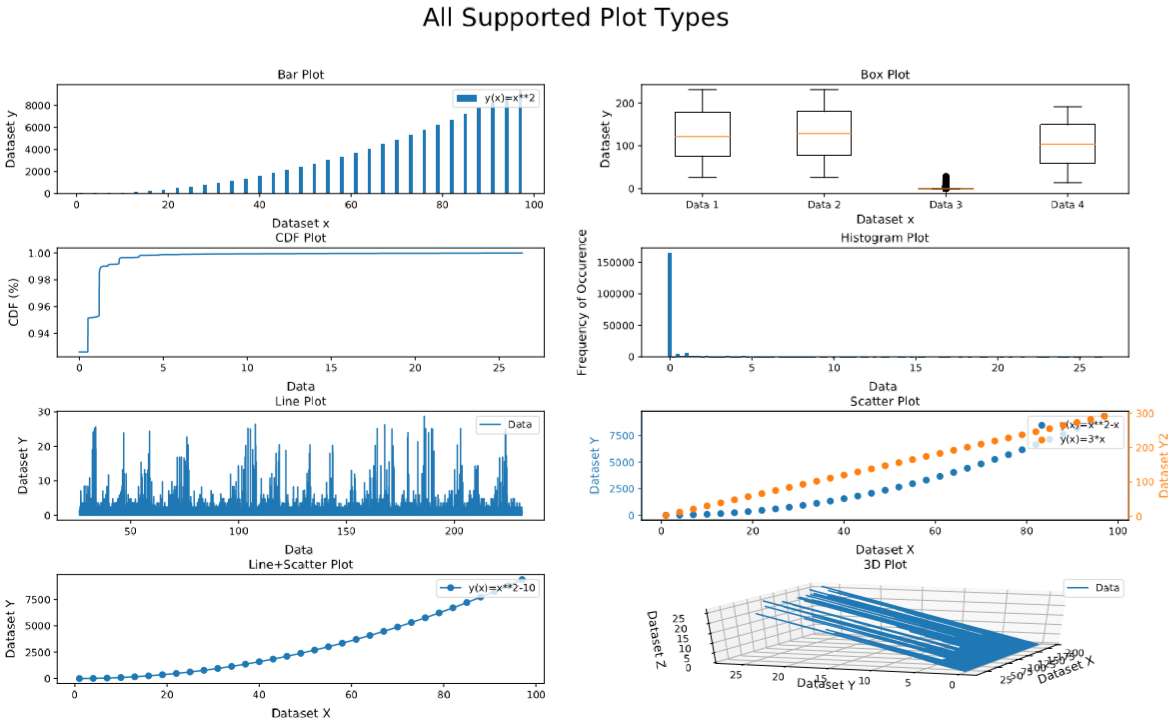 All Supported Plot Types
Bar Plot
Dataset y
8000
6000
4000
2000
0
y(x)=x**2
0 20 40 60 80 100
Dataset x
Box Plot
Dataset y
200
100
0
Data 1 Data 2 Data 3 Data 4
Dataset x
CDF Plot
CDF (%)
1.00
0.98
0.96
0.94
0 5 10 15 20 25
Data
Histogram Plot
Frequency of Occurence
150000
100000
50000
0
0 5 10 15 20 25
Data
Line Plot
Dataset Y
30
20
10
0
Data
50 100 150 200
Data
Scatter Plot
Dataset Y
7500
5000
2500
0
y(x)=x**2-x
y(x)=3*x
300
200
100
0
Dataset Y2
0 20 40 60 80 100
Dataset X
Line+Scatter Plot
Dataset Y
7500
5000
2500
0
y(x)=x**2-10
0 20 40 60 80 100
Dataset X
3D Plot
Data
Dataset Z
25
20
15
10
5
0
25 20 15 10 5 0
Dataset Y
25 50 75
200
Dataset X